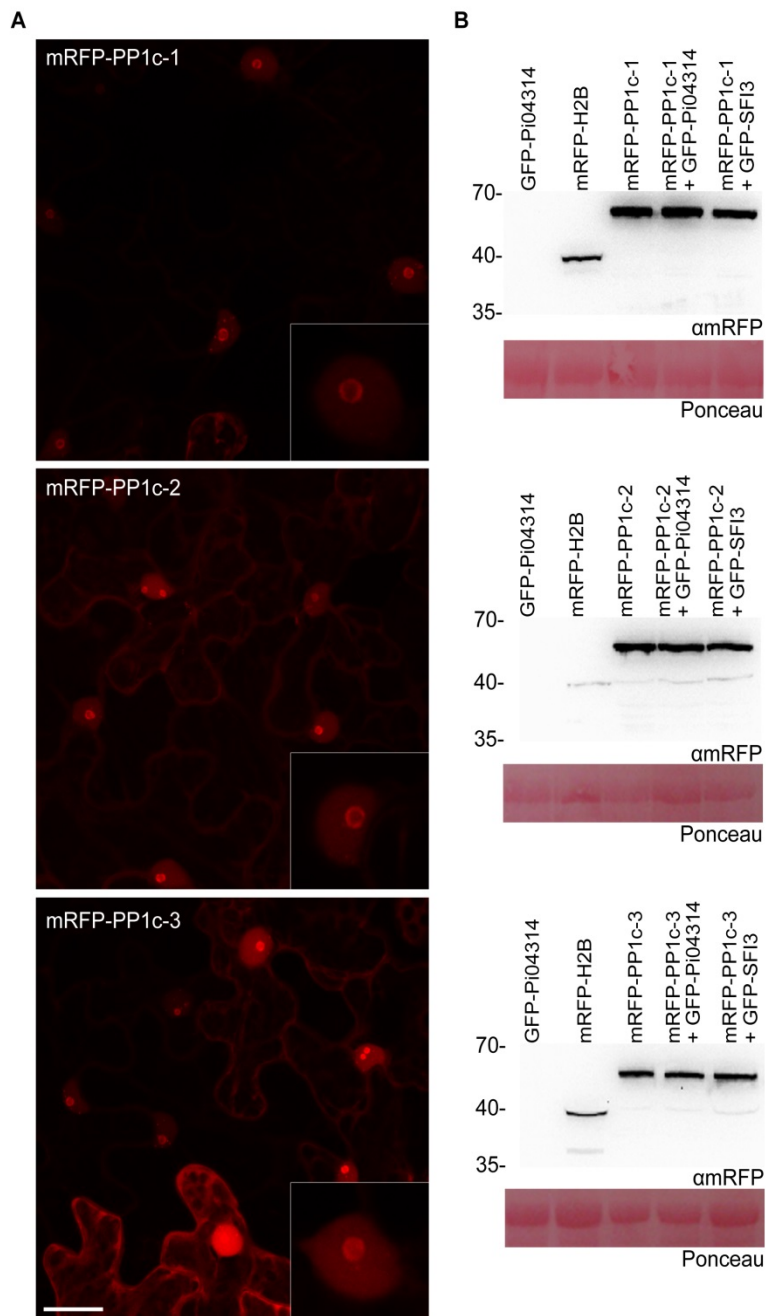 A
mRFP-PP1c-1
mRFP-PP1c-2
mRFP-PP1c-3
B
GFP-Pi04314
mRFP-H2B
mRFP-PP1c-1
mRFP-PP1c-1
+ GFP-Pi04314
mRFP-PP1c-1
+ GFP-SFI3
70-
40-
35-
αmRFP
Ponceau
GFP-Pi04314
mRFP-H2B
mRFP-PP1c-2
mRFP-PP1c-2
+ GFP-Pi04314
mRFP-PP1c-2
+ GFP-SFI3
70-
40-
35-
αmRFP
Ponceau
GFP-Pi04314
mRFP-H2B
mRFP-PP1c-3
mRFP-PP1c-3
+ GFP-Pi04314
mRFP-PP1c-3
+ GFP-SFI3
70-
40-
35-
αmRFP
Ponceau